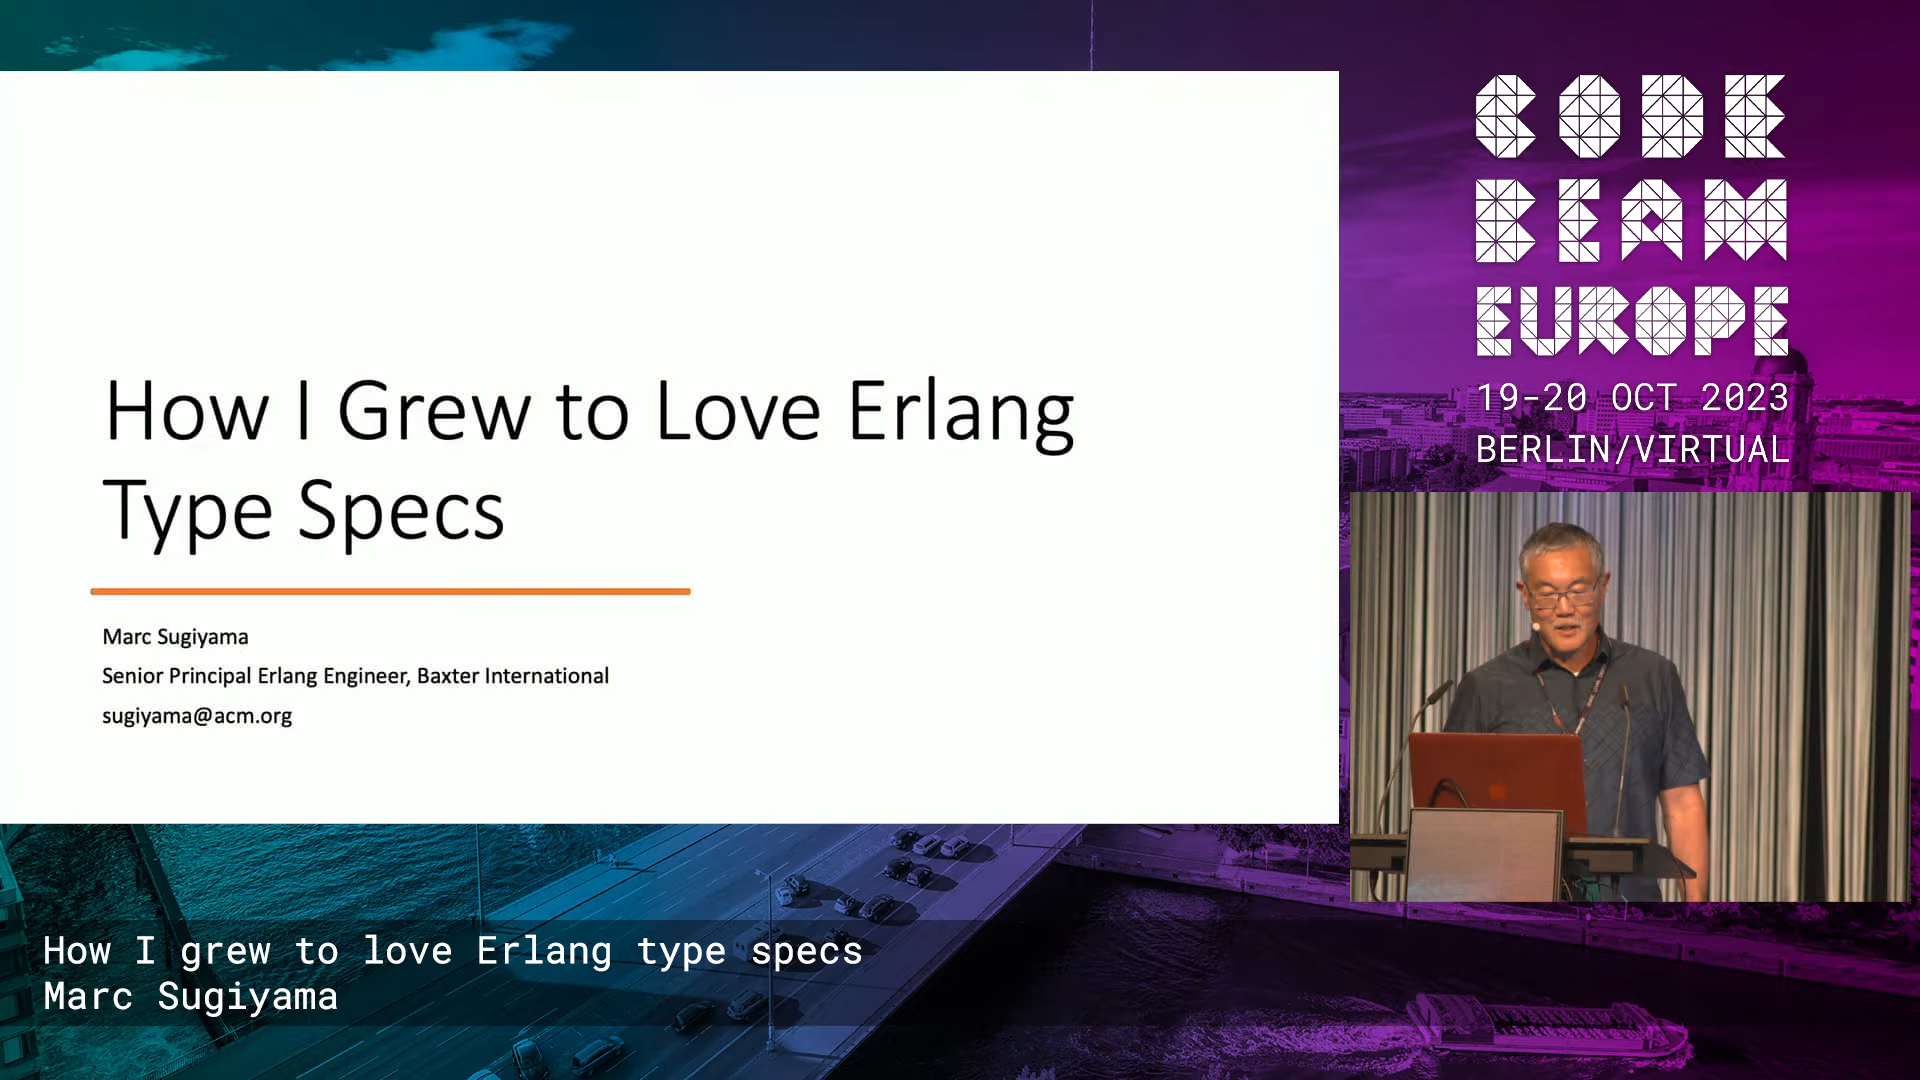 How I Grew to Love Erlang
Type Specs
Marc Sugiyama
Senior Principal Erlang Engineer, Baxter International
sugiyama@acm.org
CODE
BEAM
EUROPE
19-20 OCT 2023
BERLIN/VIRTUAL
How I grew to love Erlang type specs
Marc Sugiyama